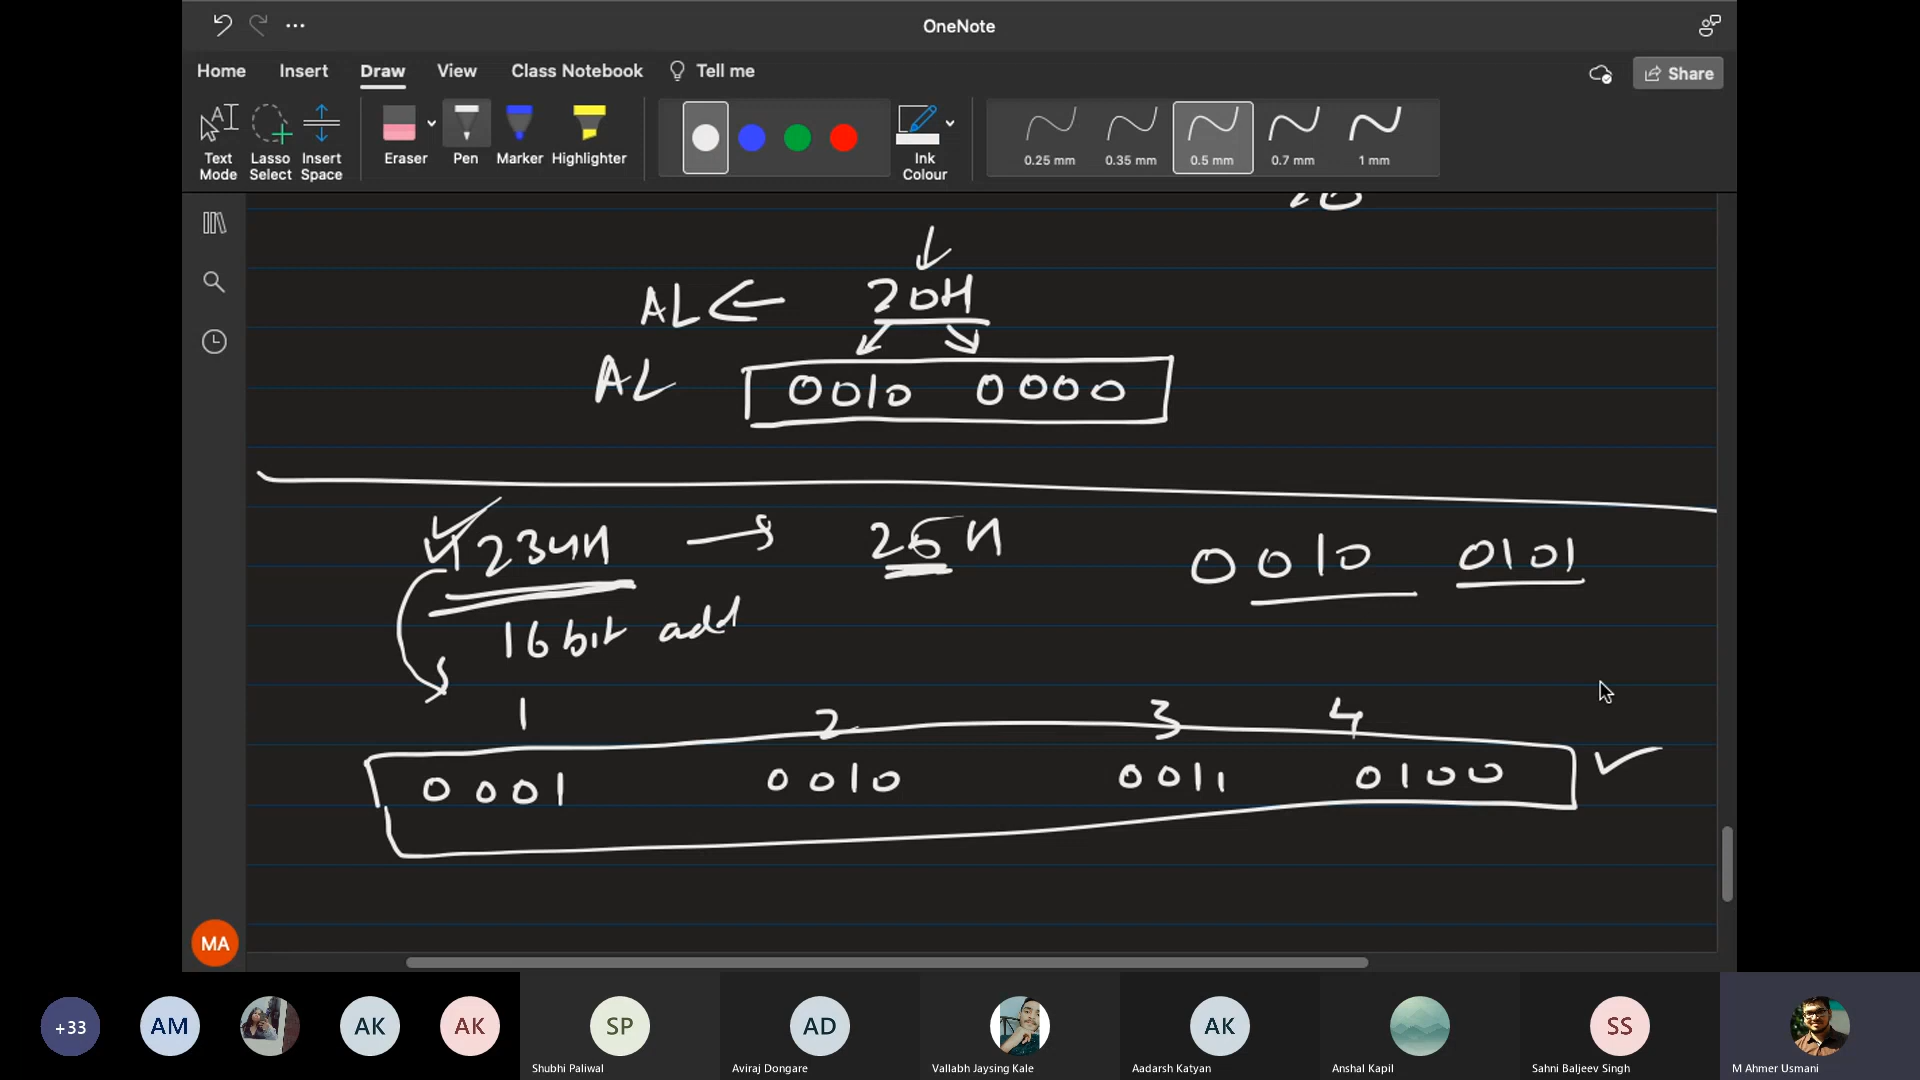 OneNote
Home Insert Draw View Class Notebook Tell me
Share
Text Mode
Lasso Select
Insert Space
Eraser
Pen
Marker
Highlighter
Ink Colour
0.25 mm
0.35 mm
0.5 mm
0.7 mm
1 mm
AL ← 20H
AL 0010 0000
1234H → 25H 0010 0101
16 bit add
1 2 3 4
0001 0010 0011 0100
MA
+33 AM AK AK SP AD AK SS
Shubhi Paliwal
Aviraj Dongare
Vallabh Jaysing Kale
Aadarsh Katyan
Anshal Kapil
Sahni Baljeev Singh
M Ahmer Usmani